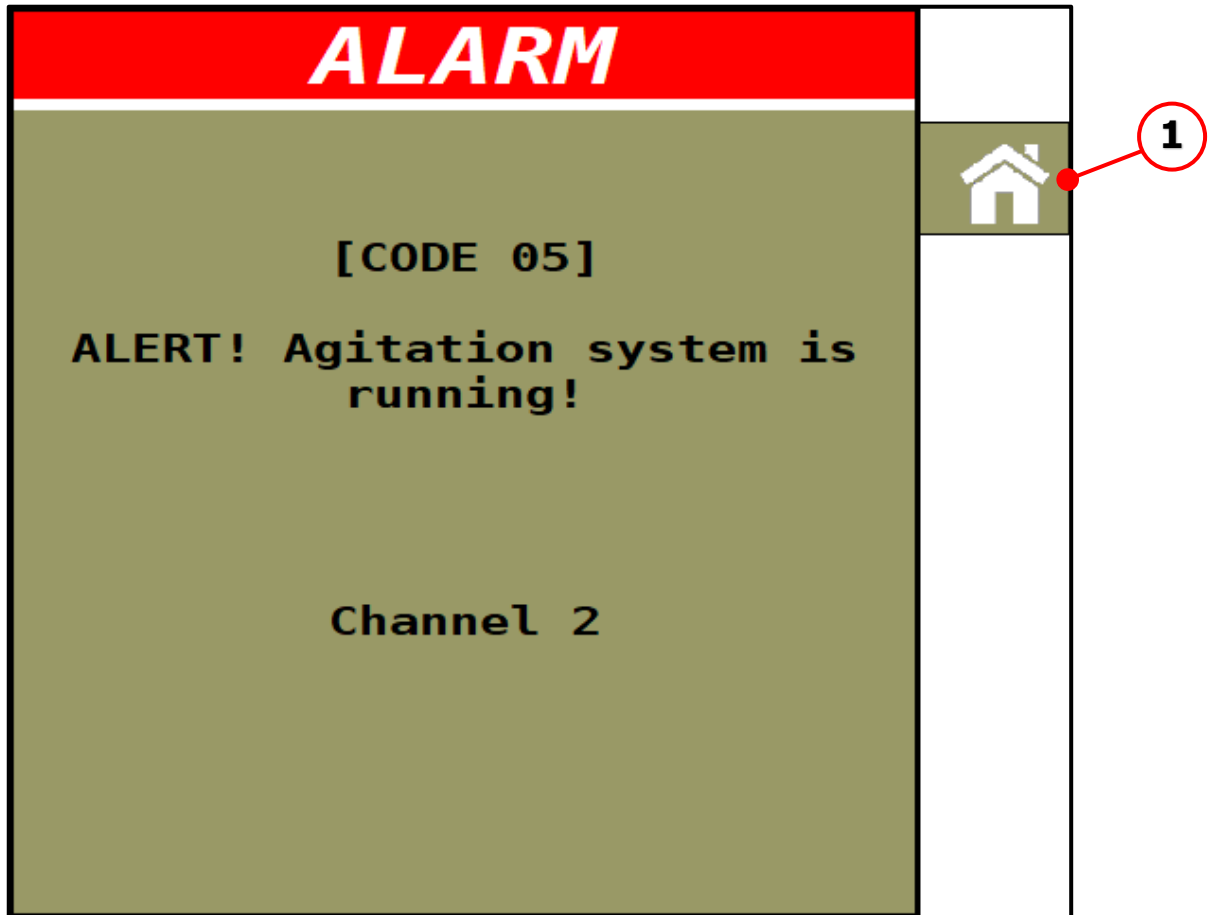 ALARM
1
[CODE 05]
ALERT! Agitation system is
running!
Channel 2